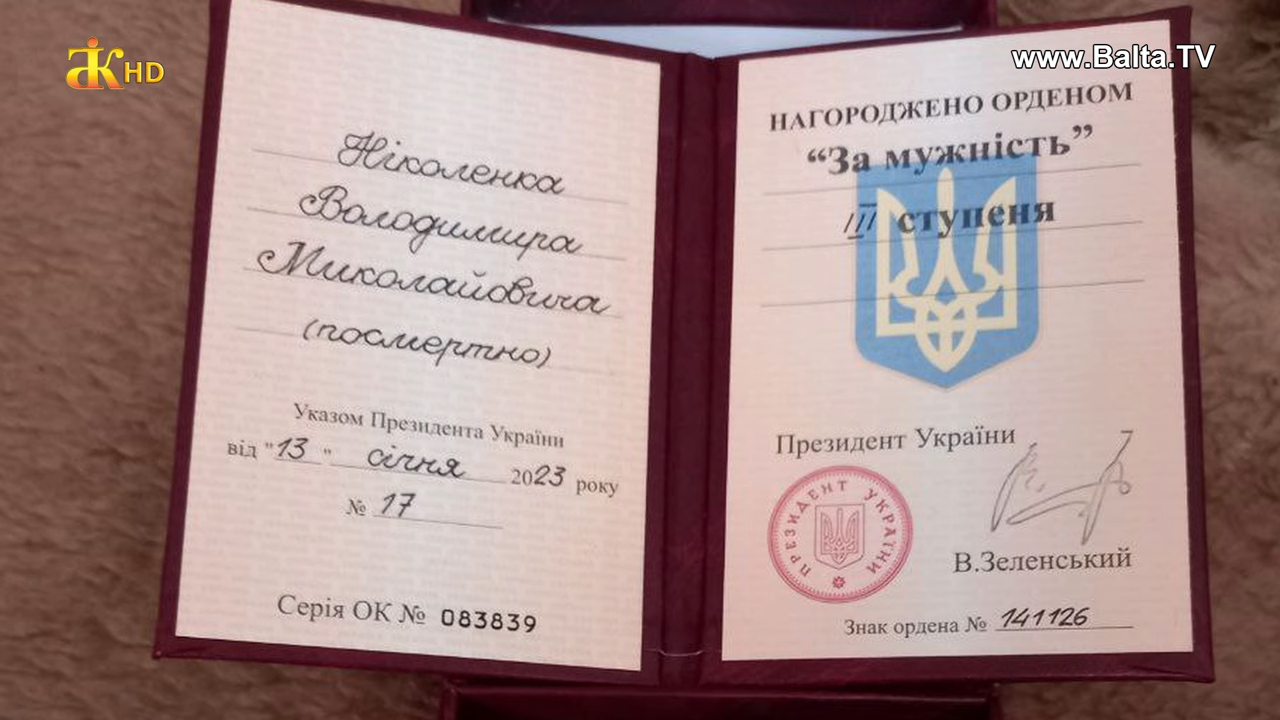 ТІК HD
www.Balta.TV
Ніколенка
Володимира
Миколайовича
(посмертно)
Указом Президента України
від "13" січня 2023 року
№ 17
Серія ОК № 083839
НАГОРОДЖЕНО ОРДЕНОМ
“За мужність”
III ступеня
Президент України
ПРЕЗИДЕНТ УКРАЇНИ
В.Зеленський
Знак ордена № 141126